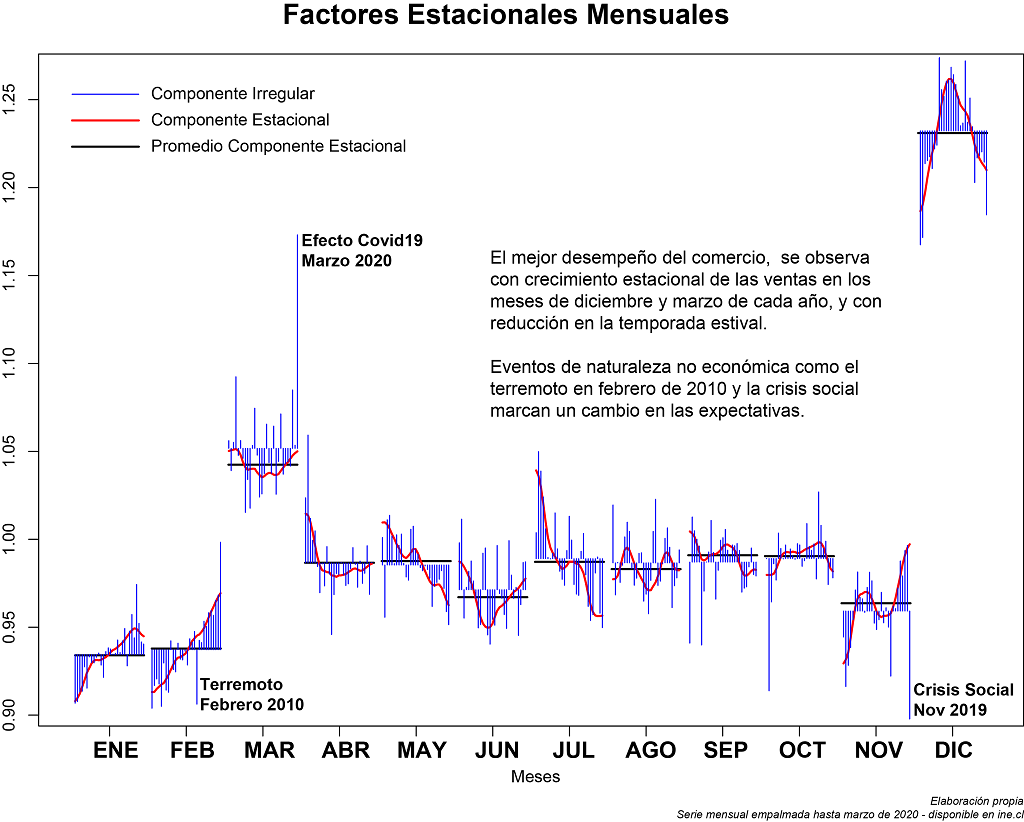 Factores Estacionales Mensuales
Componente Irregular
Componente Estacional
Promedio Componente Estacional
1.25
1.20
1.15
1.10
1.05
1.00
0.95
0.90
Efecto Covid19
Marzo 2020
El mejor desempeño del comercio,  se observa
con crecimiento estacional de las ventas en los
meses de diciembre y marzo de cada año, y con
reducción en la temporada estival.
Eventos de naturaleza no económica como el
terremoto en febrero de 2010 y la crisis social
marcan un cambio en las expectativas.
Terremoto
Febrero 2010
Crisis Social
Nov 2019
ENE FEB MAR ABR MAY JUN JUL AGO SEP OCT NOV DIC
Meses
Elaboración propia
Serie mensual empalmada hasta marzo de 2020 - disponible en ine.cl